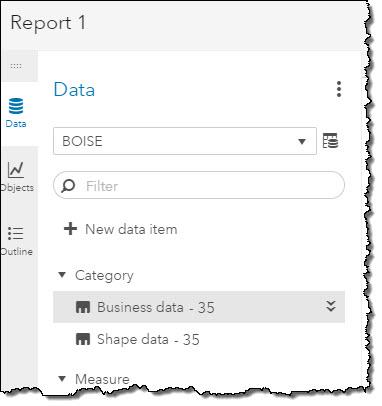 Report 1
Data
Data
BOISE
Filter
Objects
New data item
Outline
Category
Business data - 35
Shape data - 35
Measure